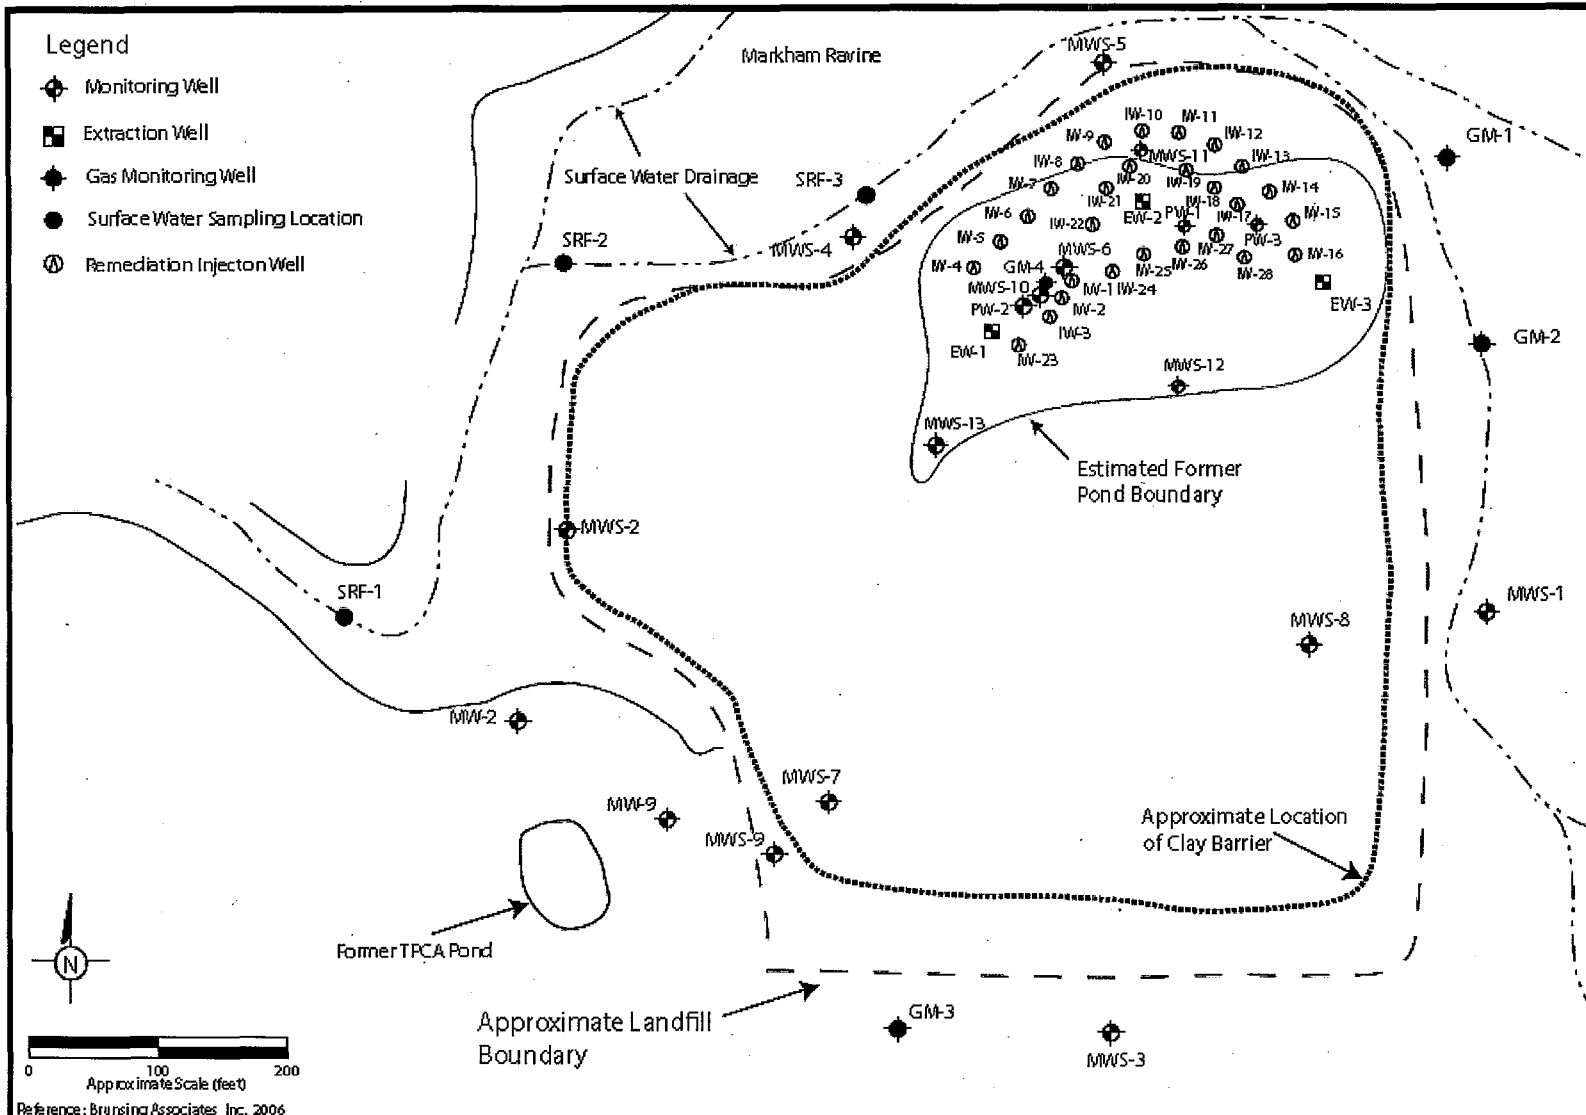 Legend
Monitoring Well
Extraction Well
Gas Monitoring Well
Surface Water Sampling Location
Remediation Injecton Well
Markham Ravine
Surface Water Drainage
MWS-5
GM-1
SRF-3
SRF-2
MWS-4
IW-10
IW-11
IW-9
IW-12
MWS-11
IW-8
IW-13
IW-20
IW-19
IW-7
IW-14
IW-21
IW-18
EW-2
PW-1
IW-17
IW-15
IW-6
IW-22
PW-3
IW-5
MWS-6
IW-27
IW-16
IW-4
GM-4
IW-25
IW-26
IW-28
MWS-10
IW-1
IW-24
EW-3
PW-2
IW-2
IW-3
EW-1
IW-23
GM-2
MWS-12
MWS-13
Estimated Former
Pond Boundary
MWS-2
SRF-1
MWS-1
MWS-8
MW-2
MWS-7
MW-9
MWS-9
Approximate Location
of Clay Barrier
Former TPCA Pond
N
Approximate Landfill
Boundary
GM-3
MWS-3
0 100 200
Approximate Scale (feet)
Reference: Brunsing Associates, Inc. 2006